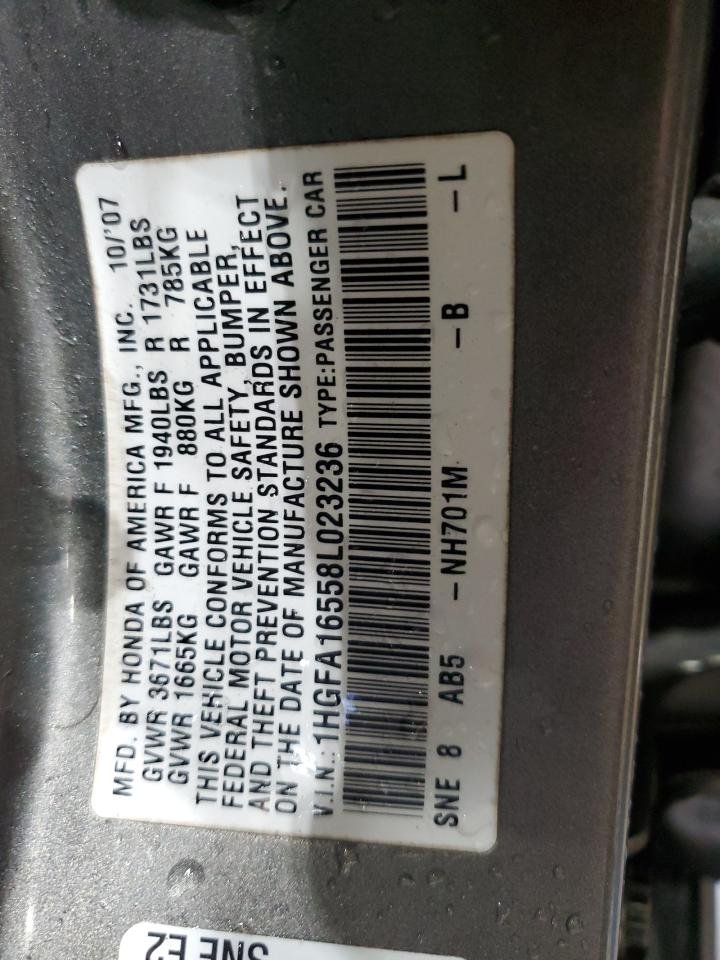 MFD. BY HONDA OF AMERICA MFG., INC. 10/'07
GVWR 3671LBS GAWR F 1940LBS R 1731LBS
GVWR 1665KG GAWR F 880KG R 785KG
THIS VEHICLE CONFORMS TO ALL APPLICABLE
FEDERAL MOTOR VEHICLE SAFETY, BUMPER,
AND THEFT PREVENTION STANDARDS IN EFFECT
ON THE DATE OF MANUFACTURE SHOWN ABOVE.
V.I.N.: 1HGFA16558L023236 TYPE:PASSENGER CAR
SNE 8 AB5 -NH701M -B -L
SNE E2